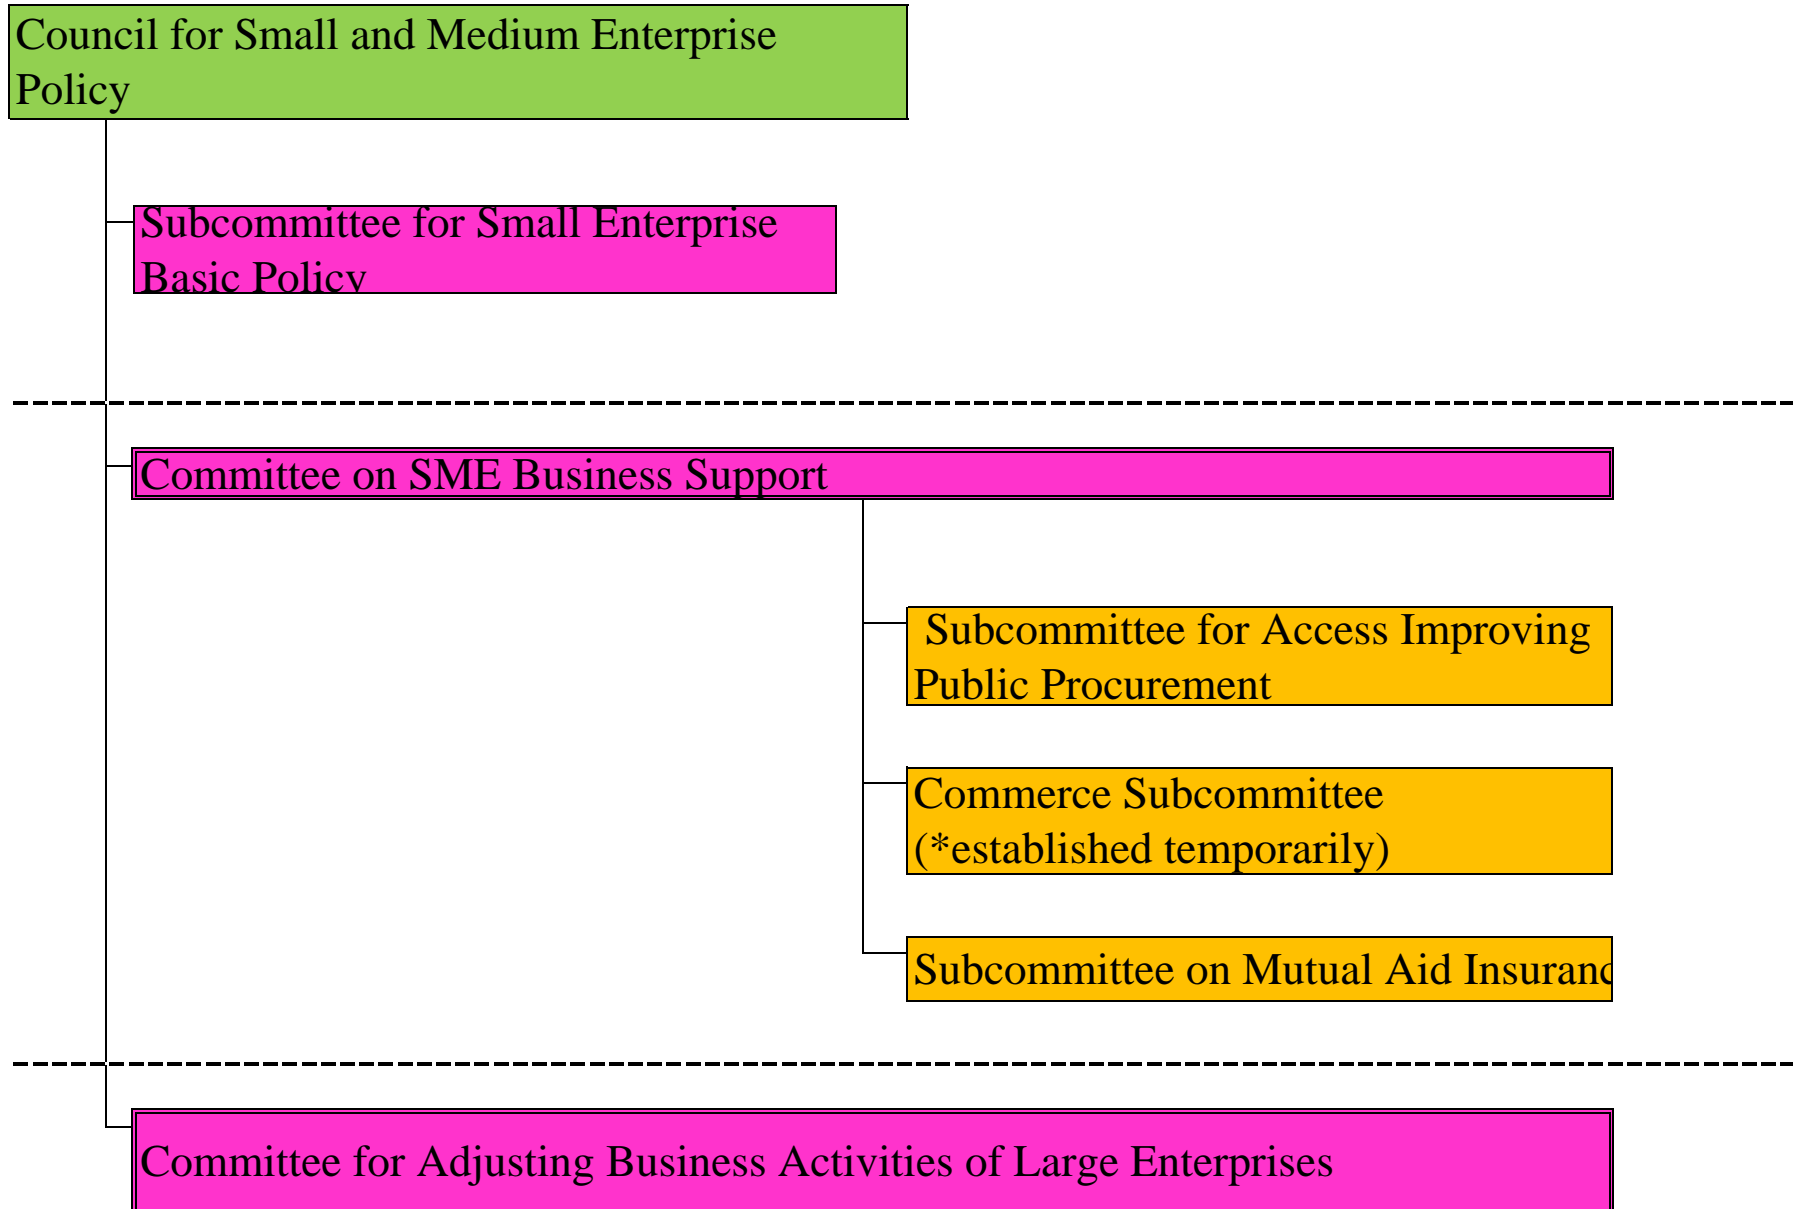 Council for Small and Medium Enterprise
Policy
Subcommittee for Small Enterprise
Basic Policy
Committee on SME Business Support
Subcommittee for Access Improving
Public Procurement
Commerce Subcommittee
(*established temporarily)
Subcommittee on Mutual Aid Insuranc
Committee for Adjusting Business Activities of Large Enterprises